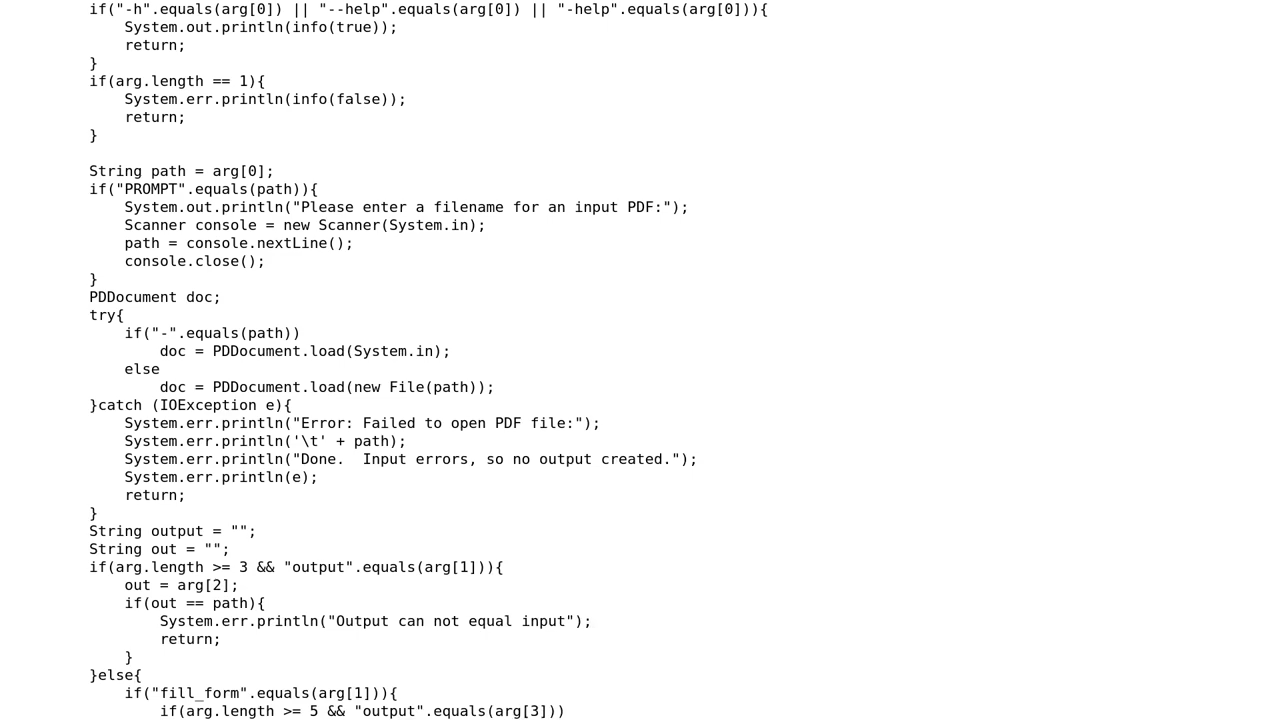 if("-h".equals(arg[0]) || "--help".equals(arg[0]) || "-help".equals(arg[0])){
    System.out.println(info(true));
    return;
}
if(arg.length == 1){
    System.err.println(info(false));
    return;
}

String path = arg[0];
if("PROMPT".equals(path)){
    System.out.println("Please enter a filename for an input PDF:");
    Scanner console = new Scanner(System.in);
    path = console.nextLine();
    console.close();
}
PDDocument doc;
try{
    if("-".equals(path))
        doc = PDDocument.load(System.in);
    else
        doc = PDDocument.load(new File(path));
}catch (IOException e){
    System.err.println("Error: Failed to open PDF file:");
    System.err.println('\t' + path);
    System.err.println("Done.  Input errors, so no output created.");
    System.err.println(e);
    return;
}
String output = "";
String out = "";
if(arg.length >= 3 && "output".equals(arg[1])){
    out = arg[2];
    if(out == path){
        System.err.println("Output can not equal input");
        return;
    }
}else{
    if("fill_form".equals(arg[1])){
        if(arg.length >= 5 && "output".equals(arg[3]))